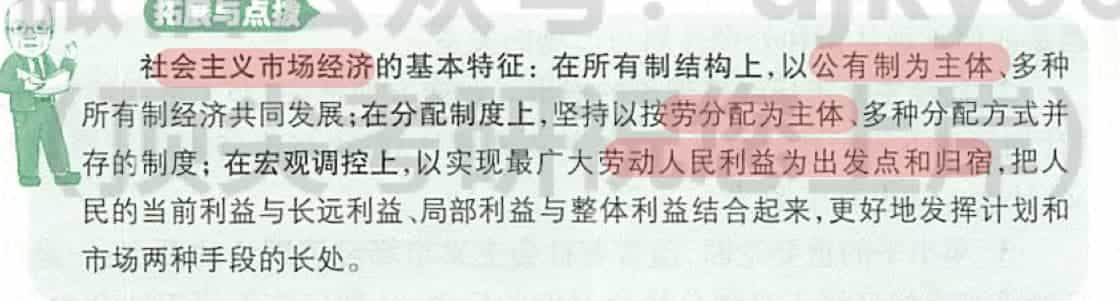 拓展与点拨
社会主义市场经济的基本特征：在所有制结构上，以公有制为主体、多种
所有制经济共同发展；在分配制度上，坚持以按劳分配为主体、多种分配方式并
存的制度；在宏观调控上，以实现最广大劳动人民利益为出发点和归宿，把人
民的当前利益与长远利益、局部利益与整体利益结合起来，更好地发挥计划和
市场两种手段的长处。